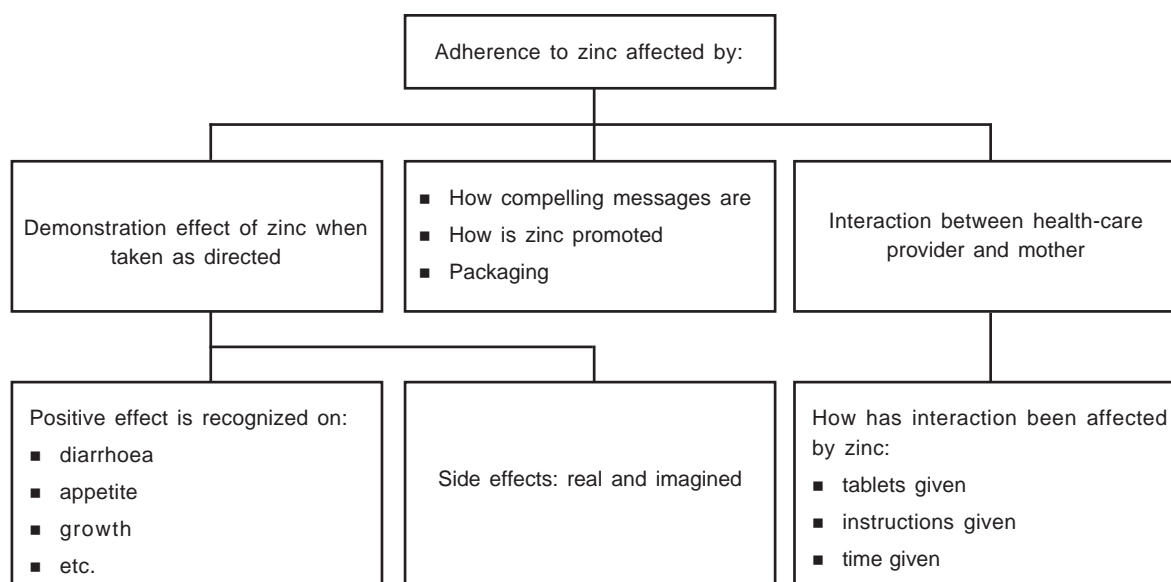 Adherence to zinc affected by:
Demonstration effect of zinc when
taken as directed
■ How compelling messages are
■ How is zinc promoted
■ Packaging
Interaction between health-care
provider and mother
Positive effect is recognized on:
■ diarrhoea
■ appetite
■ growth
■ etc.
Side effects: real and imagined
How has interaction been affected
by zinc:
■ tablets given
■ instructions given
■ time given